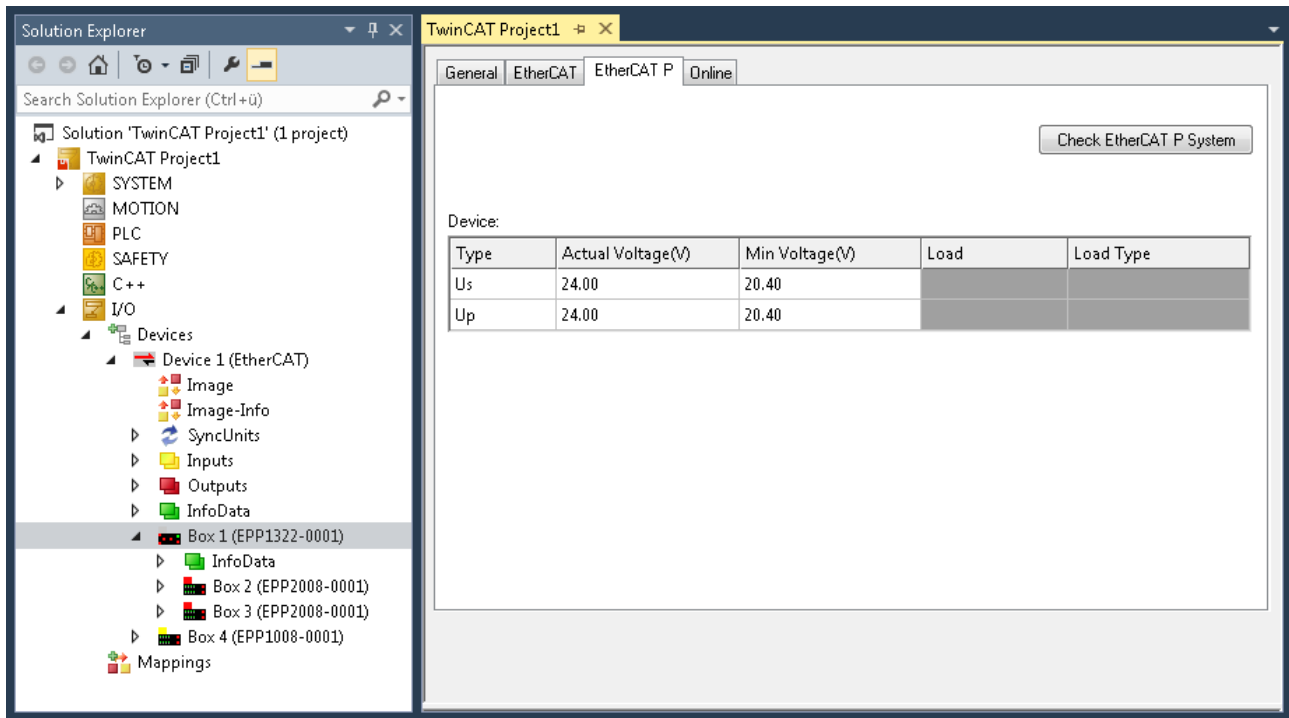 Solution Explorer
Search Solution Explorer (Ctrl+ü)
Solution 'TwinCAT Project1' (1 project)
TwinCAT Project1
SYSTEM
MOTION
PLC
SAFETY
C++
I/O
Devices
Device 1 (EtherCAT)
Image
Image-Info
SyncUnits
Inputs
Outputs
InfoData
Box 1 (EPP1322-0001)
InfoData
Box 2 (EPP2008-0001)
Box 3 (EPP2008-0001)
Box 4 (EPP1008-0001)
Mappings
TwinCAT Project1
General EtherCAT EtherCAT P Online
Check EtherCAT P System
Device:
Type Actual Voltage(V) Min Voltage(V) Load Load Type
Us 24.00 20.40
Up 24.00 20.40